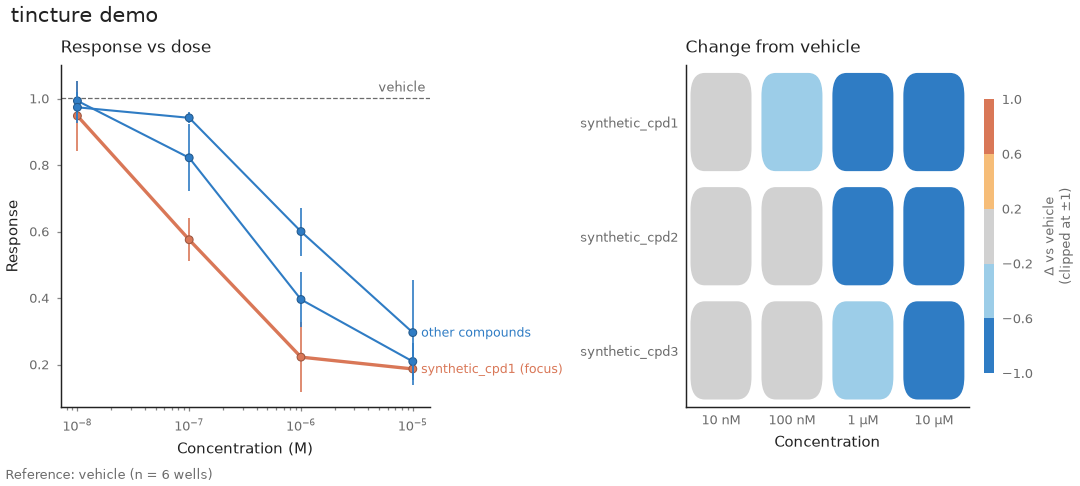 tincture demo
Response vs dose
vehicle
1.0
0.8
0.6
0.4
0.2
Response
other compounds
synthetic_cpd1 (focus)
10⁻⁸
10⁻⁷
10⁻⁶
10⁻⁵
Concentration (M)
Change from vehicle
synthetic_cpd1
synthetic_cpd2
synthetic_cpd3
10 nM
100 nM
1 µM
10 µM
Concentration
1.0
0.6
0.2
−0.2
−0.6
−1.0
Δ vs vehicle
(clipped at ±1)
Reference: vehicle (n = 6 wells)